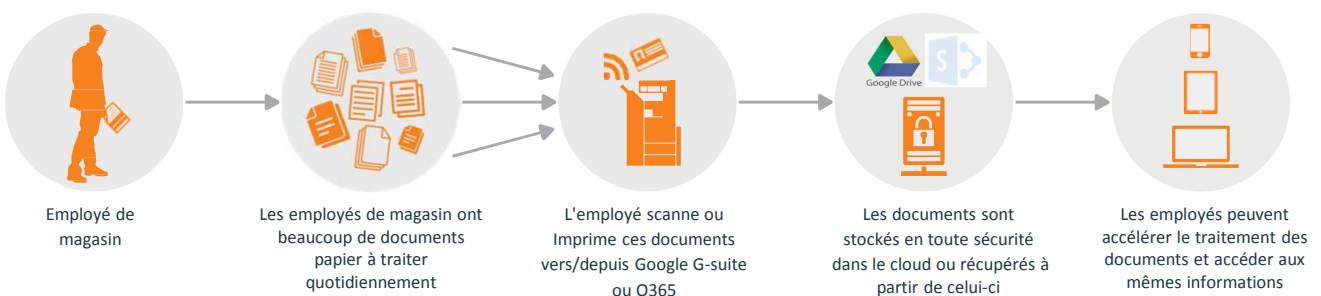 Google Drive
S
Employé de
magasin
Les employés de magasin ont
beaucoup de documents
papier à traiter
quotidiennement
L'employé scanne ou
Imprime ces documents
vers/depuis Google G-suite
ou O365
Les documents sont
stockés en toute sécurité
dans le cloud ou récupérés à
partir de celui-ci
Les employés peuvent
accélérer le traitement des
documents et accéder aux
mêmes informations